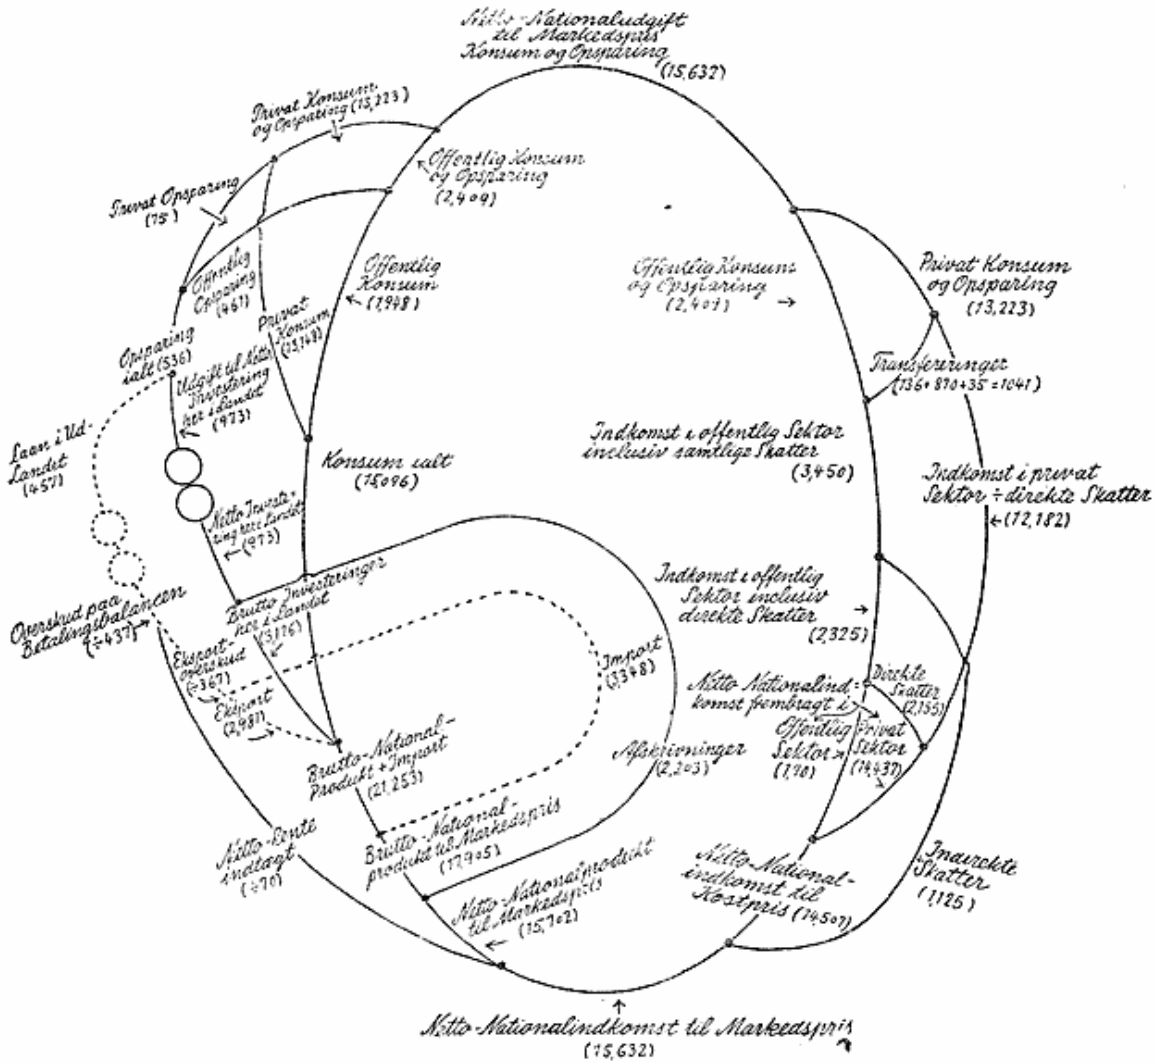 Netto-Nationaludgift
til Markedspris
Konsum og Opsparing
(15,632)
Privat Konsum
og Opsparing (13,223)
Offentlig Konsum
og Opsparing
(2,409)
Privat Opsparing
(75)
Offentlig
Opsparing
(461)
Offentlig
Konsum
(1,948)
Privat
Konsum
(13,148)
Offentlig Konsum
og Opsparing
(2,409)
Privat Konsum
og Opsparing
(13,223)
Opsparing
ialt (536)
Udgift til Netto
Investering
her i Landet
(973)
Transfereringer
(136+870+35=1041)
Laan i Ud-
Landet
(457)
Konsum ialt
(15,096)
Indkomst i offentlig Sektor
inclusiv samtlige Skatter
(3,450)
Indkomst i privat
Sektor ÷ direkte Skatter
(12,182)
Netto Investe-
ring her i Landet
(973)
Overskud paa
Betalingsbalancen
(÷437)
Brutto Investeringer
her i Landet
(3,176)
Eksport-
overskud
(÷367)
Eksport
(2,981)
Import
(3,348)
Indkomst i offentlig
Sektor inclusiv
direkte Skatter
(2,325)
Direkte
Skatter
(2,155)
Netto Nationalind=
komst frembragt i
Offentlig
Sektor
(1,70)
Privat
Sektor
(14,437)
Afskrivninger
(2,203)
Brutto-National-
Produkt + Import
(21,253)
Brutto-National-
produkt til Markedspris
(17,905)
Netto-Rente
indtægt
(÷70)
Netto-Nationalprodukt
til Markedspris
(15,702)
Netto-National-
indkomst til
Kostpris (14,507)
Indirekte
Skatter
(1,125)
Netto-Nationalindkomst til Markedspris
(15,632)